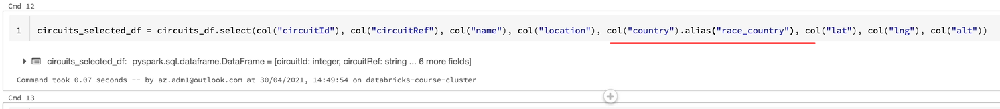 Cmd 12
1 circuits_selected_df = circuits_df.select(col("circuitId"), col("circuitRef"), col("name"), col("location"), col("country").alias("race_country"), col("lat"), col("lng"), col("alt"))
circuits_selected_df: pyspark.sql.dataframe.DataFrame = [circuitId: integer, circuitRef: string ... 6 more fields]
Command took 0.07 seconds -- by az.adm1@outlook.com at 30/04/2021, 14:49:54 on databricks-course-cluster
Cmd 13